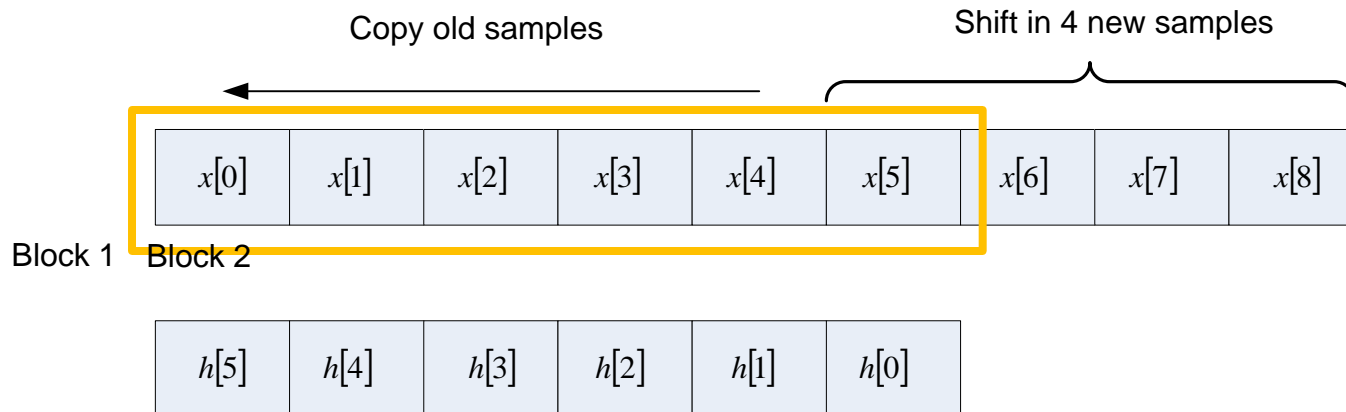 Copy old samples
Shift in 4 new samples
x[0] x[1] x[2] x[3] x[4] x[5] x[6] x[7] x[8]
Block 1 Block 2
h[5] h[4] h[3] h[2] h[1] h[0]